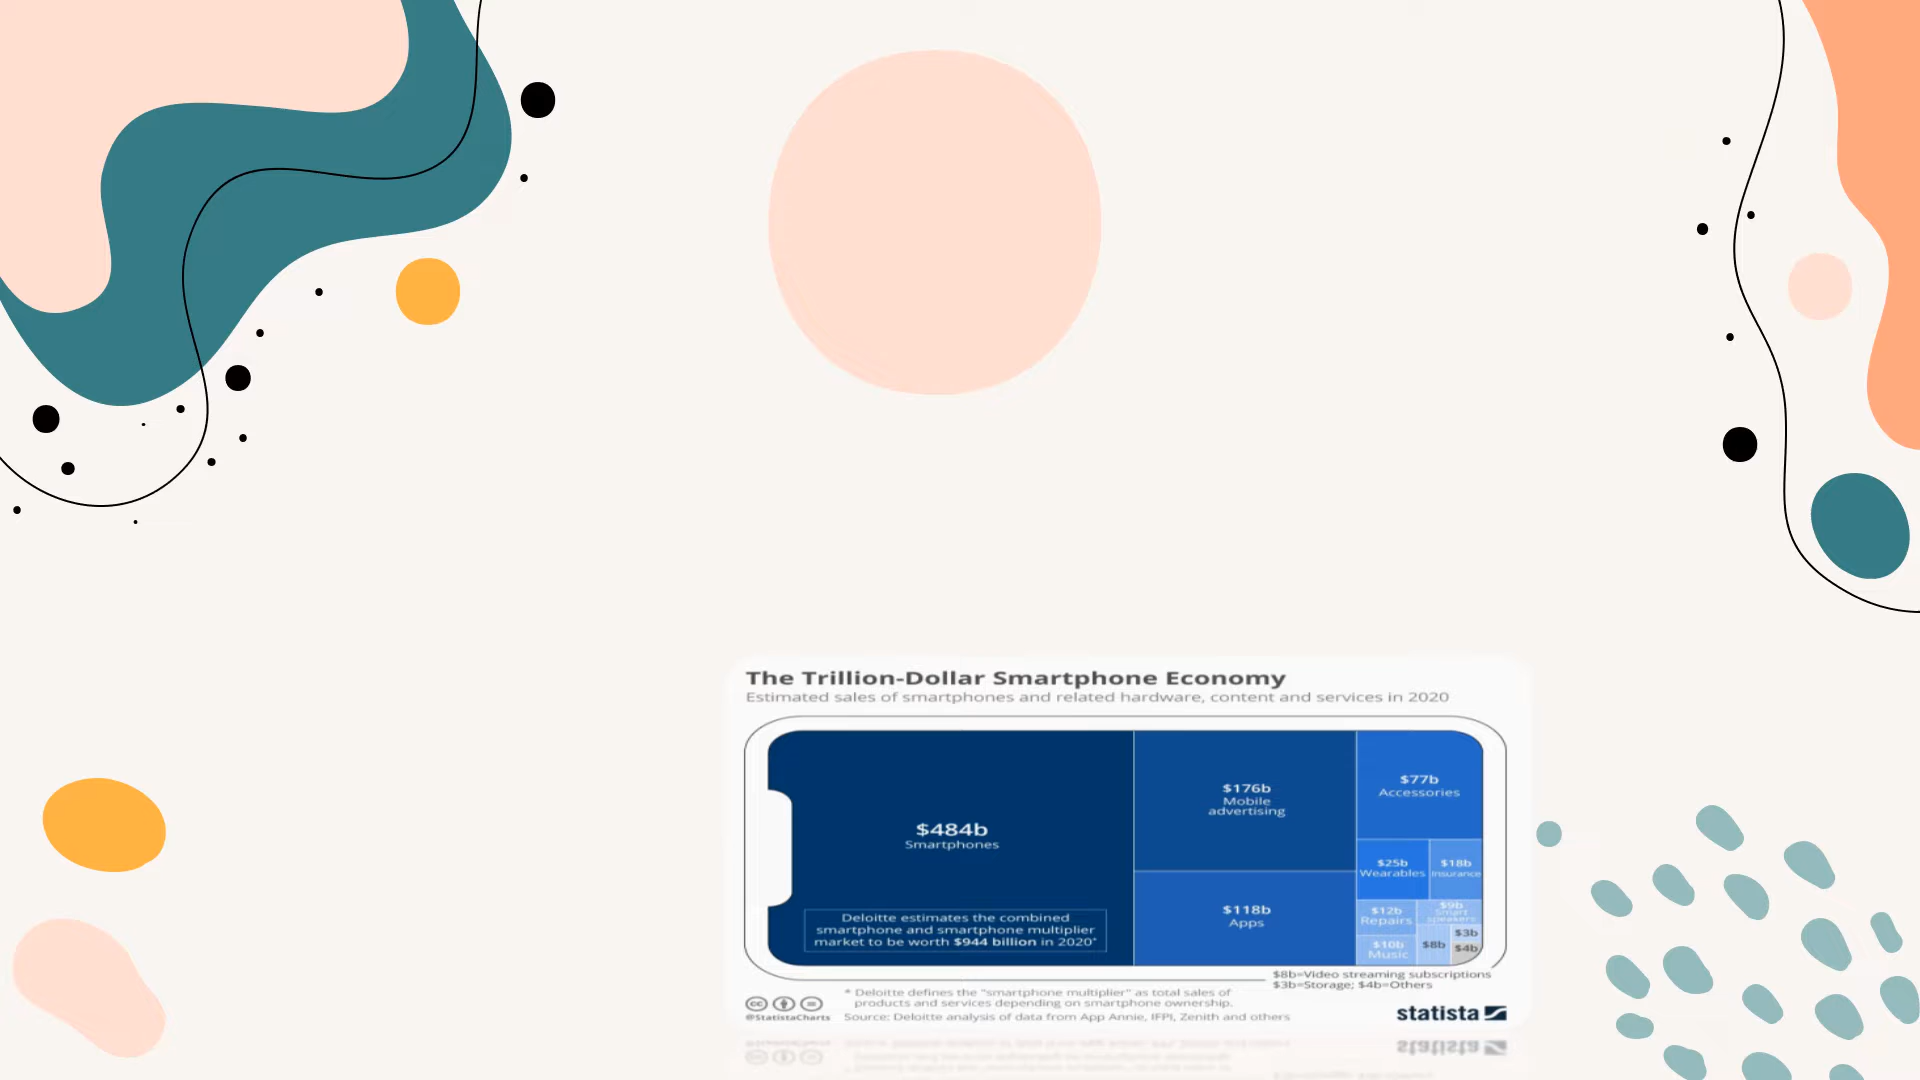 The Trillion-Dollar Smartphone Economy
Estimated sales of smartphones and related hardware, content and services in 2020
$484b
Smartphones
Deloitte estimates the combined
smartphone and smartphone multiplier
market to be worth $944 billion in 2020*
$176b
Mobile
advertising
$118b
Apps
$77b
Accessories
$25b
Wearables
$18b
Insurance
$12b
Repairs
$9b
Smart
speakers
$10b
Music
$8b
$3b
$4b
$8b=Video streaming subscriptions
$3b=Storage; $4b=Others
* Deloitte defines the "smartphone multiplier" as total sales of
products and services depending on smartphone ownership.
@StatistaCharts
Source: Deloitte analysis of data from App Annie, IFPI, Zenith and others
statista